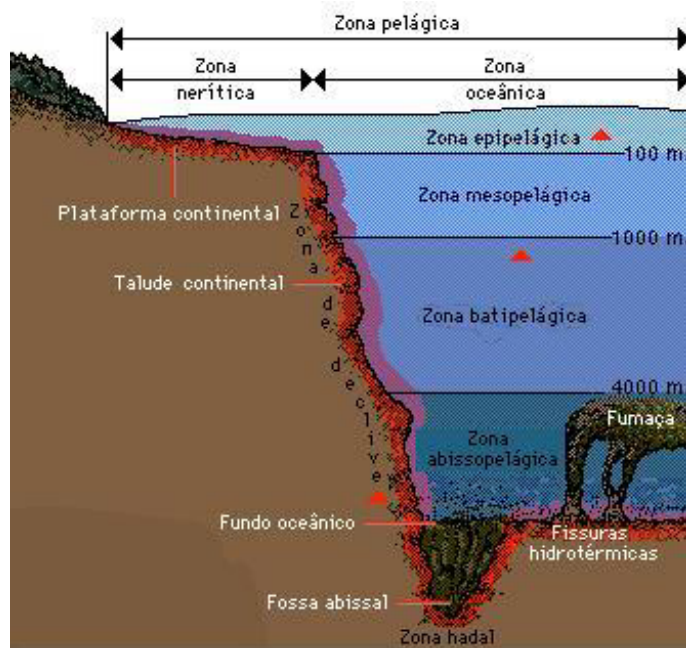 Zona pelágica
Zona
nerítica
Zona
oceânica
Zona epipelágica
100 m
Zona mesopelágica
Plataforma continental
1000 m
Talude continental
Zona de declive
Zona batipelágica
4000 m
Fumaça
Zona
abissopelágica
Fundo oceânico
Fissuras
hidrotérmicas
Fossa abissal
Zona hadal